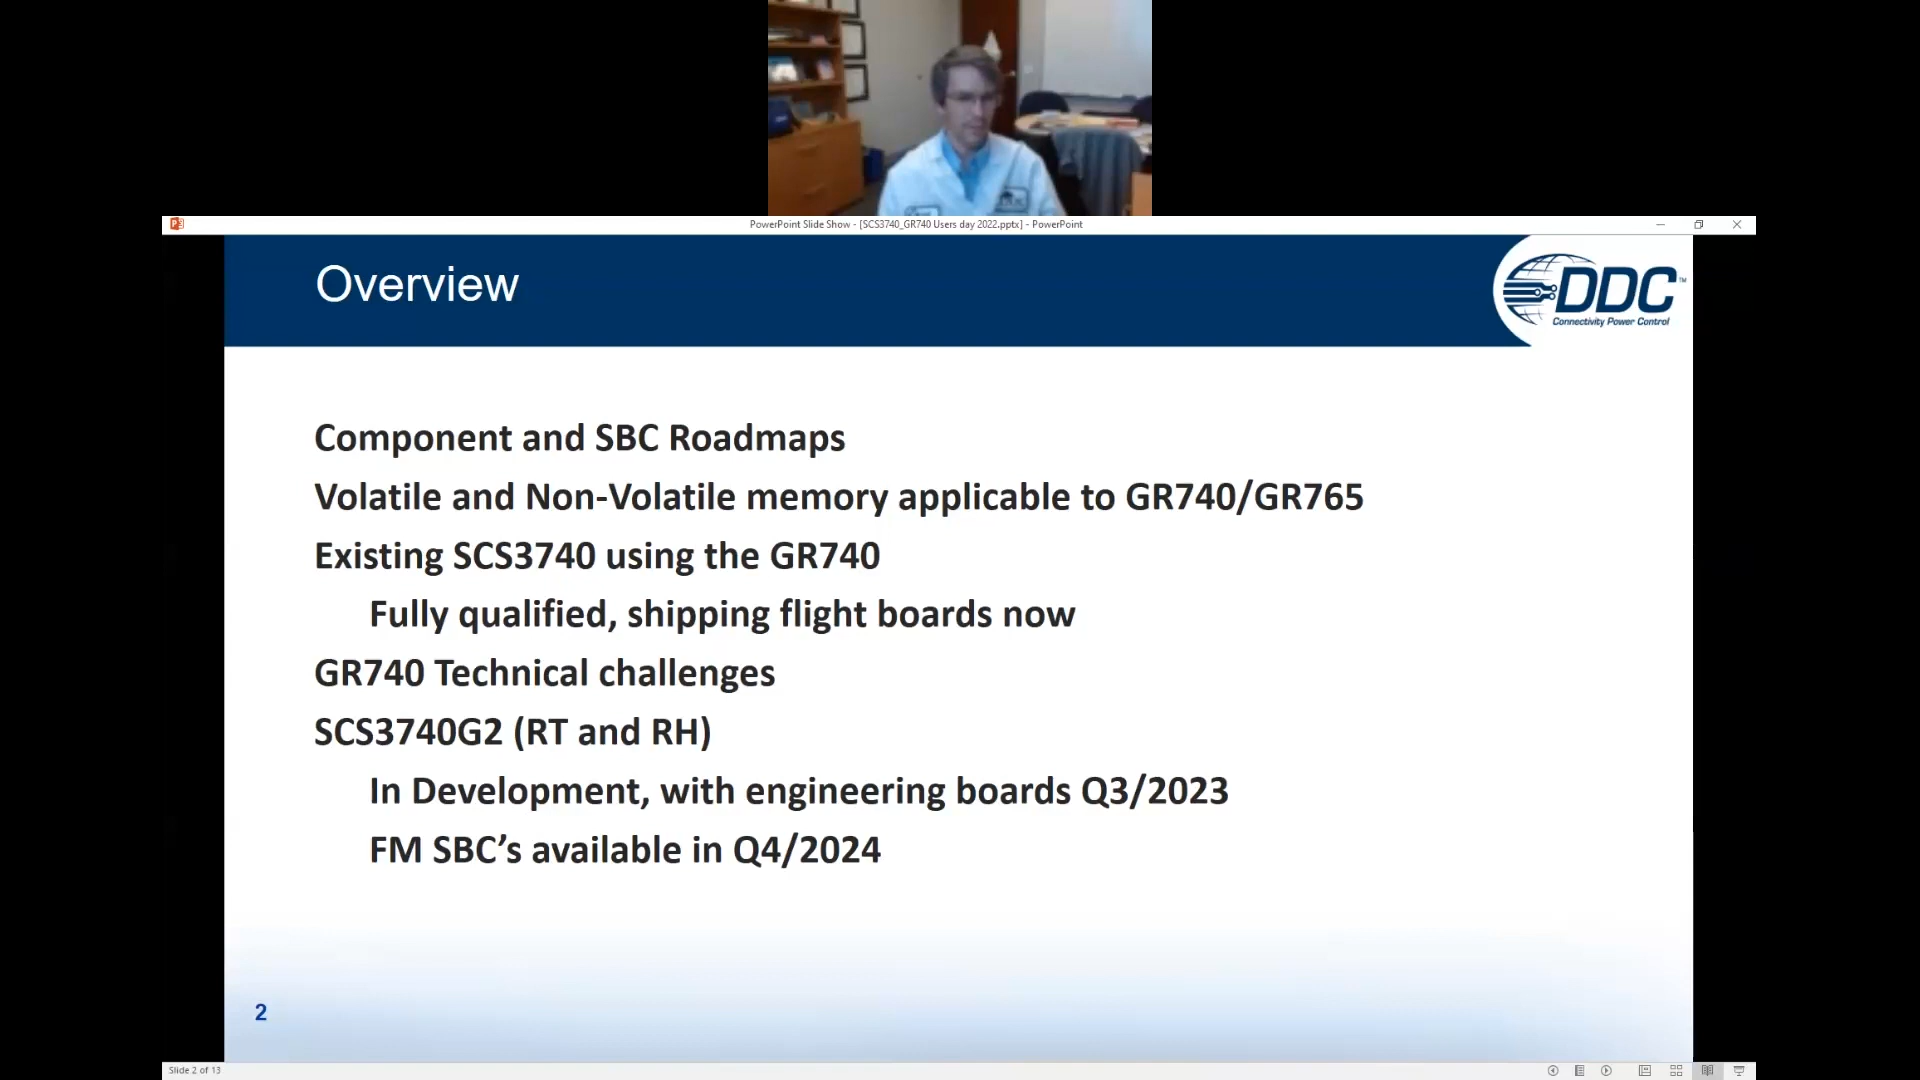 PowerPoint Slide Show - [SCS3740_GR740 Users day 2022.pptx] - PowerPoint
Overview
DDC™
Connectivity Power Control
Component and SBC Roadmaps
Volatile and Non-Volatile memory applicable to GR740/GR765
Existing SCS3740 using the GR740
Fully qualified, shipping flight boards now
GR740 Technical challenges
SCS3740G2 (RT and RH)
In Development, with engineering boards Q3/2023
FM SBC’s available in Q4/2024
2
Slide 2 of 13